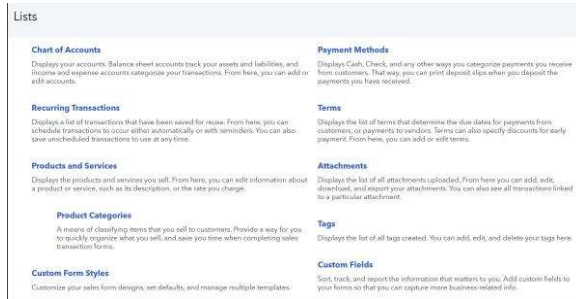 Lists
Chart of Accounts
Displays your accounts. Balance sheet accounts track your assets and liabilities, and
income and expense accounts categorize your transactions. From here, you can add or
edit accounts.
Recurring Transactions
Displays a list of transactions that have been saved for reuse. From here, you can
schedule transactions to occur either automatically or with reminders. You can also
save unscheduled transactions to use at any time.
Products and Services
Displays the products and services you sell. From here, you can edit information about
a product or service, such as its description, or the rate you charge.
Product Categories
A means of classifying items that you sell to customers. Provide a way for you
to quickly organize what you sell, and save you time when completing sales
transaction forms.
Custom Form Styles
Customize your sales form designs, set defaults, and manage multiple templates.
Payment Methods
Displays Cash, Check, and any other ways you categorize payments you receive
from customers. That way, you can print deposit slips when you deposit the
payments you have received.
Terms
Displays the list of terms that determine the due dates for payments from
customers, or payments to vendors. Terms can also specify discounts for early
payment. From here, you can add or edit terms.
Attachments
Displays the list of all attachments uploaded. From here you can add, edit,
download, and export your attachments. You can also see all transactions linked
to a particular attachment.
Tags
Displays the list of all tags created. You can add, edit, and delete your tags here.
Custom Fields
Sort, track, and report the information that matters to you. Add custom fields to
your forms so that you can capture more business-related info.